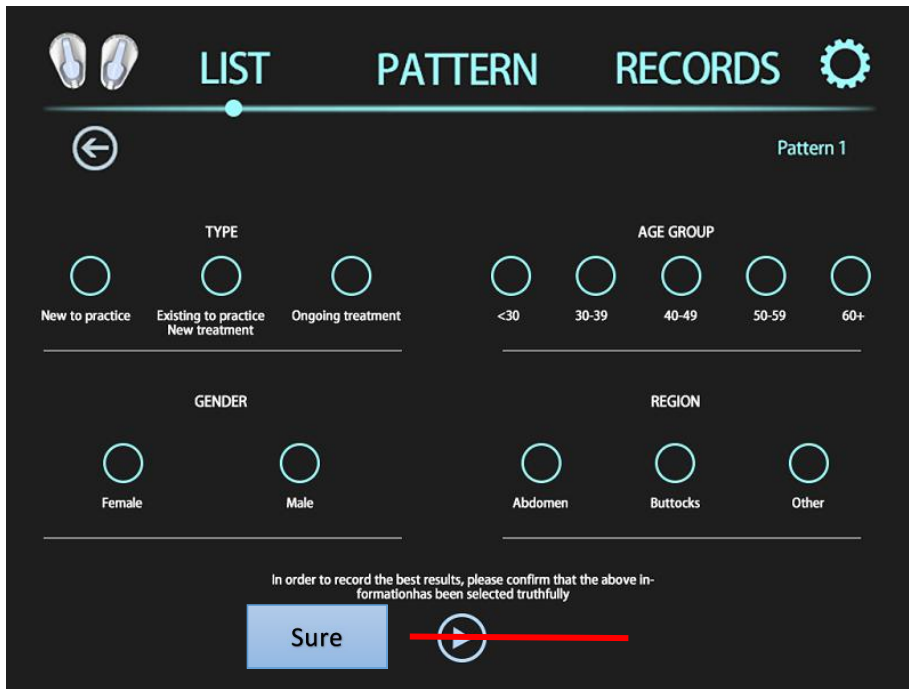 LIST PATTERN RECORDS
Pattern 1
TYPE
New to practice
Existing to practice
New treatment
Ongoing treatment
AGE GROUP
<30 30-39 40-49 50-59 60+
GENDER
Female Male
REGION
Abdomen Buttocks Other
In order to record the best results, please confirm that the above in-
formationhas been selected truthfully
Sure